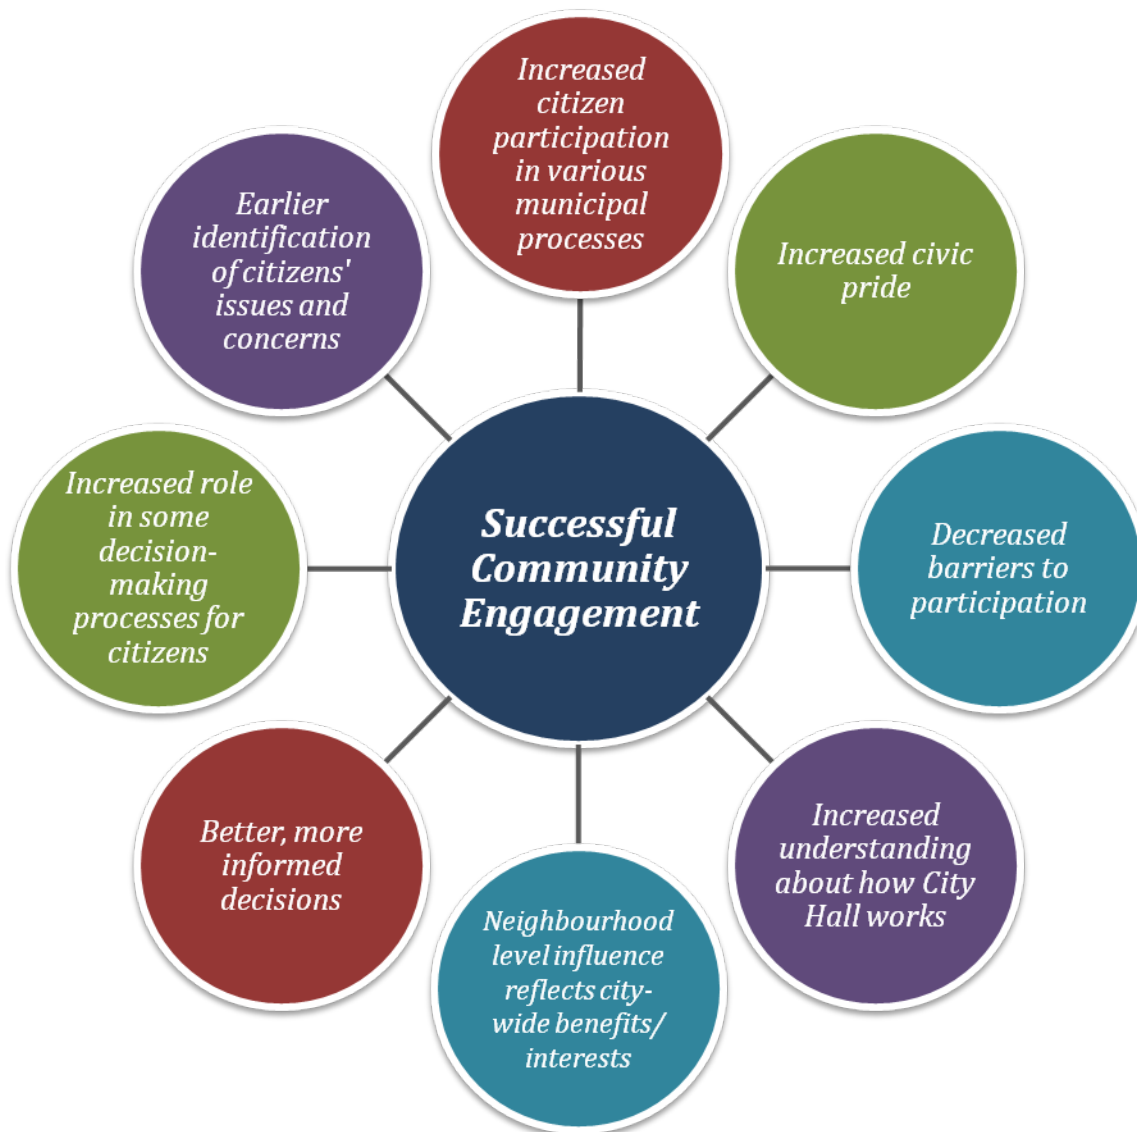 Increased
citizen
participation
in various
municipal
processes
Increased civic
pride
Decreased
barriers to
participation
Increased
understanding
about how City
Hall works
Neighbourhood
level influence
reflects city-
wide benefits/
interests
Better, more
informed
decisions
Increased role
in some
decision-
making
processes for
citizens
Earlier
identification
of citizens'
issues and
concerns
Successful
Community
Engagement